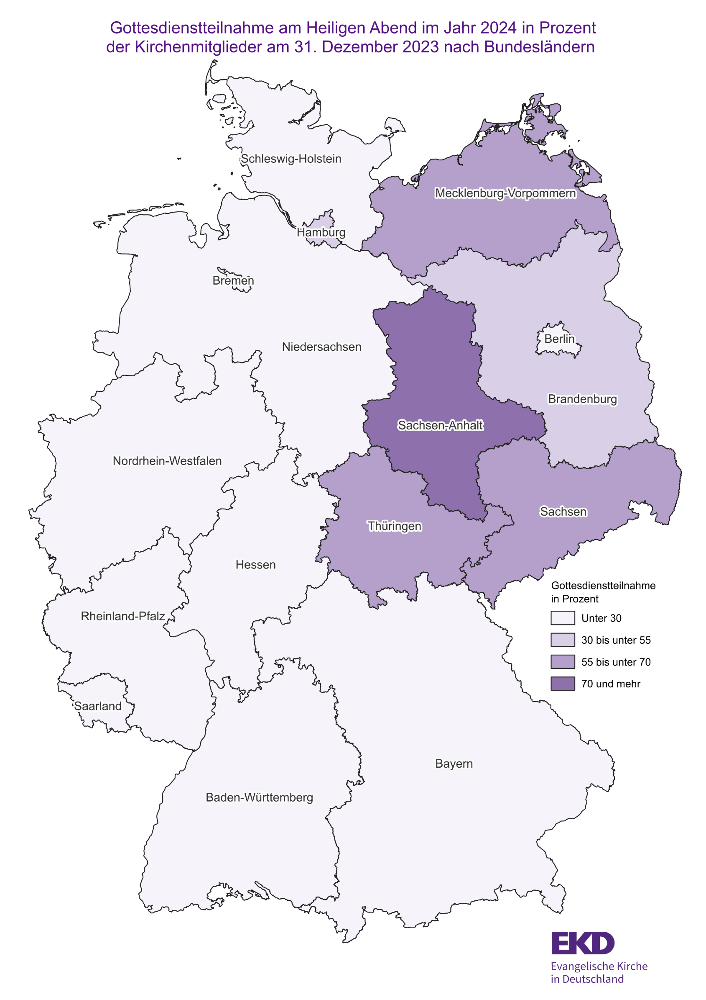 Gottesdienstteilnahme am Heiligen Abend im Jahr 2024 in Prozent
der Kirchenmitglieder am 31. Dezember 2023 nach Bundesländern
Schleswig-Holstein
Mecklenburg-Vorpommern
Hamburg
Bremen
Berlin
Niedersachsen
Brandenburg
Sachsen-Anhalt
Nordrhein-Westfalen
Sachsen
Thüringen
Hessen
Rheinland-Pfalz
Saarland
Bayern
Baden-Württemberg
Gottesdienstteilnahme
in Prozent
Unter 30
30 bis unter 55
55 bis unter 70
70 und mehr
EKD
Evangelische Kirche
in Deutschland